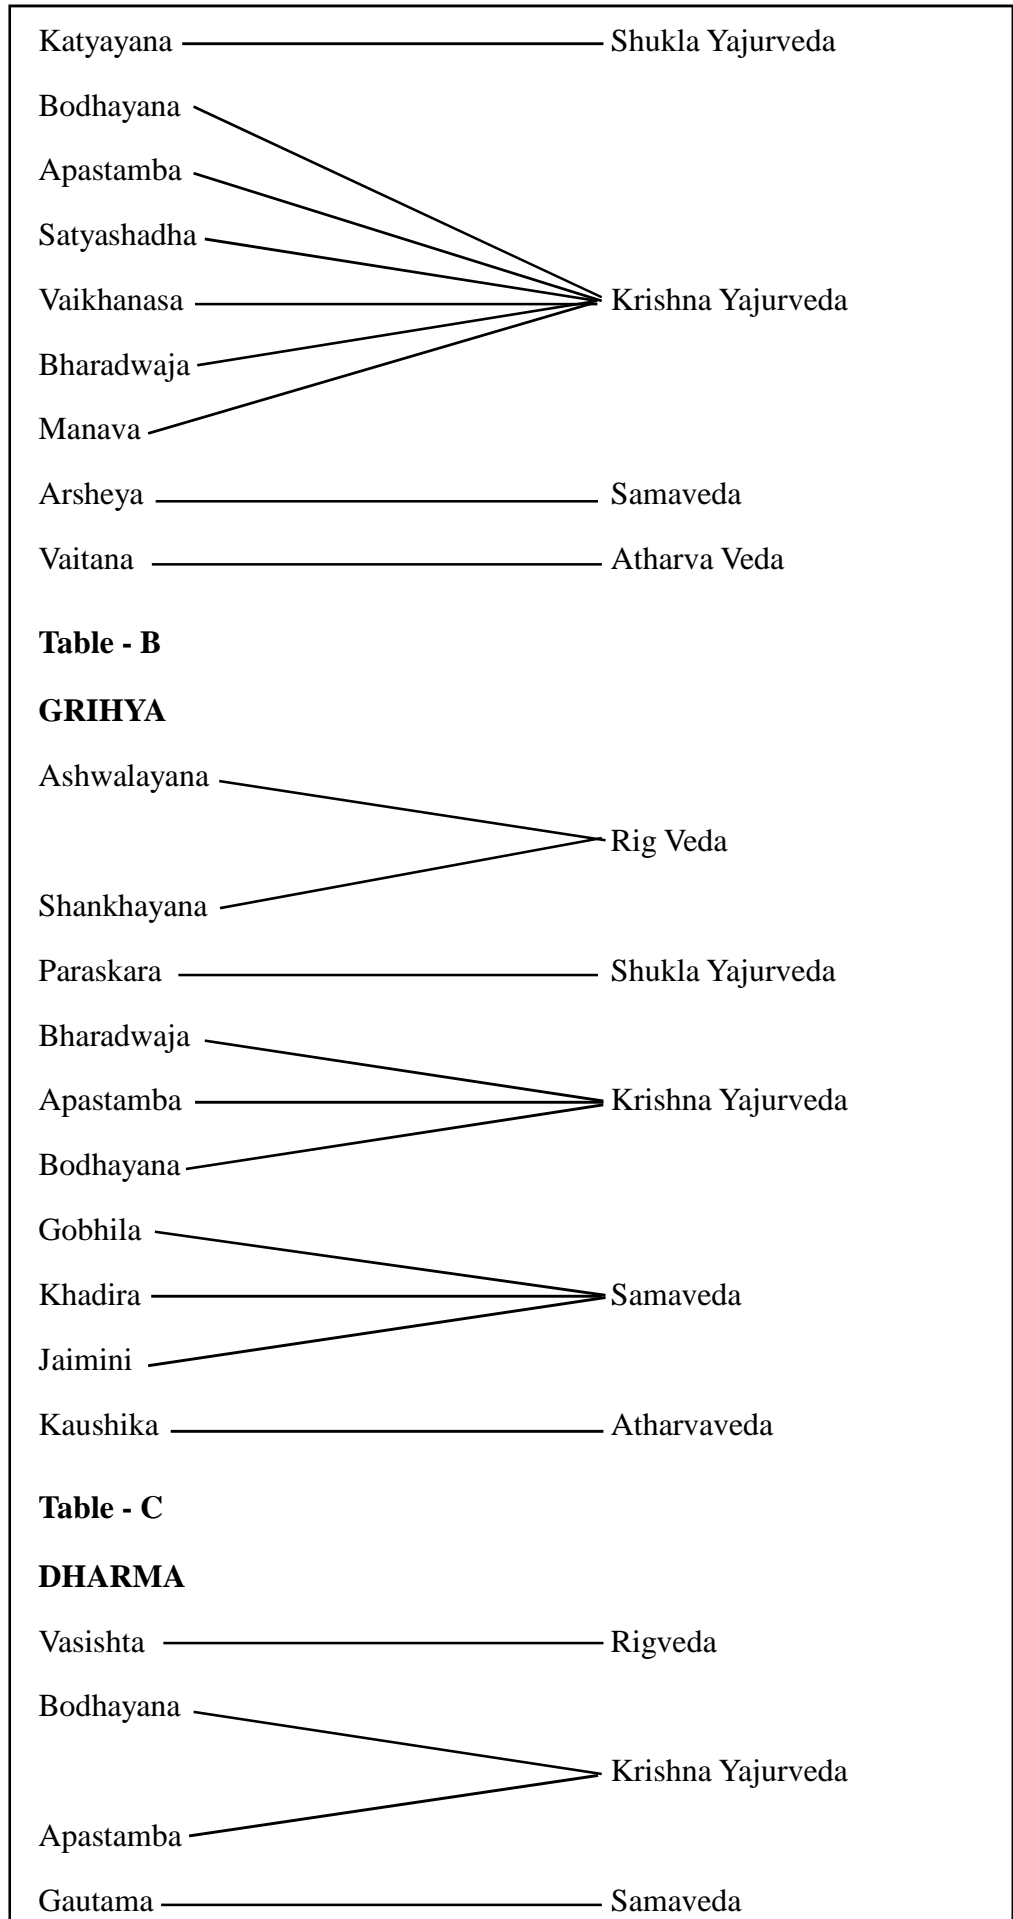 Katyayana Shukla Yajurveda
Bodhayana
Apastamba
Satyashadha
Vaikhanasa Krishna Yajurveda
Bharadwaja
Manava
Arsheya Samaveda
Vaitana Atharva Veda
Table - B
GRIHYA
Ashwalayana
Rig Veda
Shankhayana
Paraskara Shukla Yajurveda
Bharadwaja
Apastamba Krishna Yajurveda
Bodhayana
Gobhila
Khadira Samaveda
Jaimini
Kaushika Atharvaveda
Table - C
DHARMA
Vasishta Rigveda
Bodhayana
Krishna Yajurveda
Apastamba
Gautama Samaveda